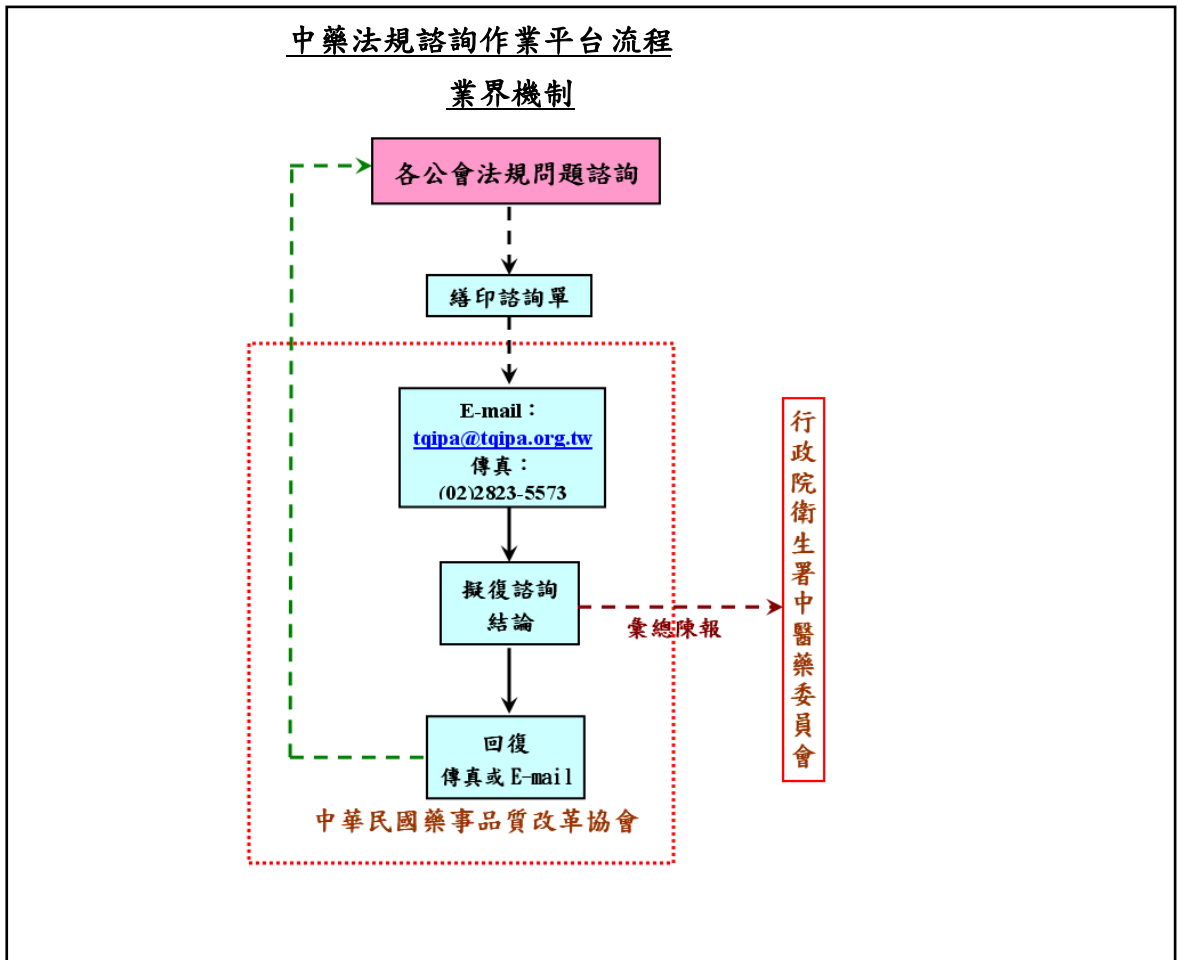 中藥法規諮詢作業平台流程
業界機制
各公會法規問題諮詢
繕印諮詢單
E-mail：
tqipa@tqipa.org.tw
傳真：
(02)2823-5573
擬復諮詢
結論
彙總陳報
行政院衛生署中醫藥委員會
回復
傳真或 E-mail
中華民國藥事品質改革協會